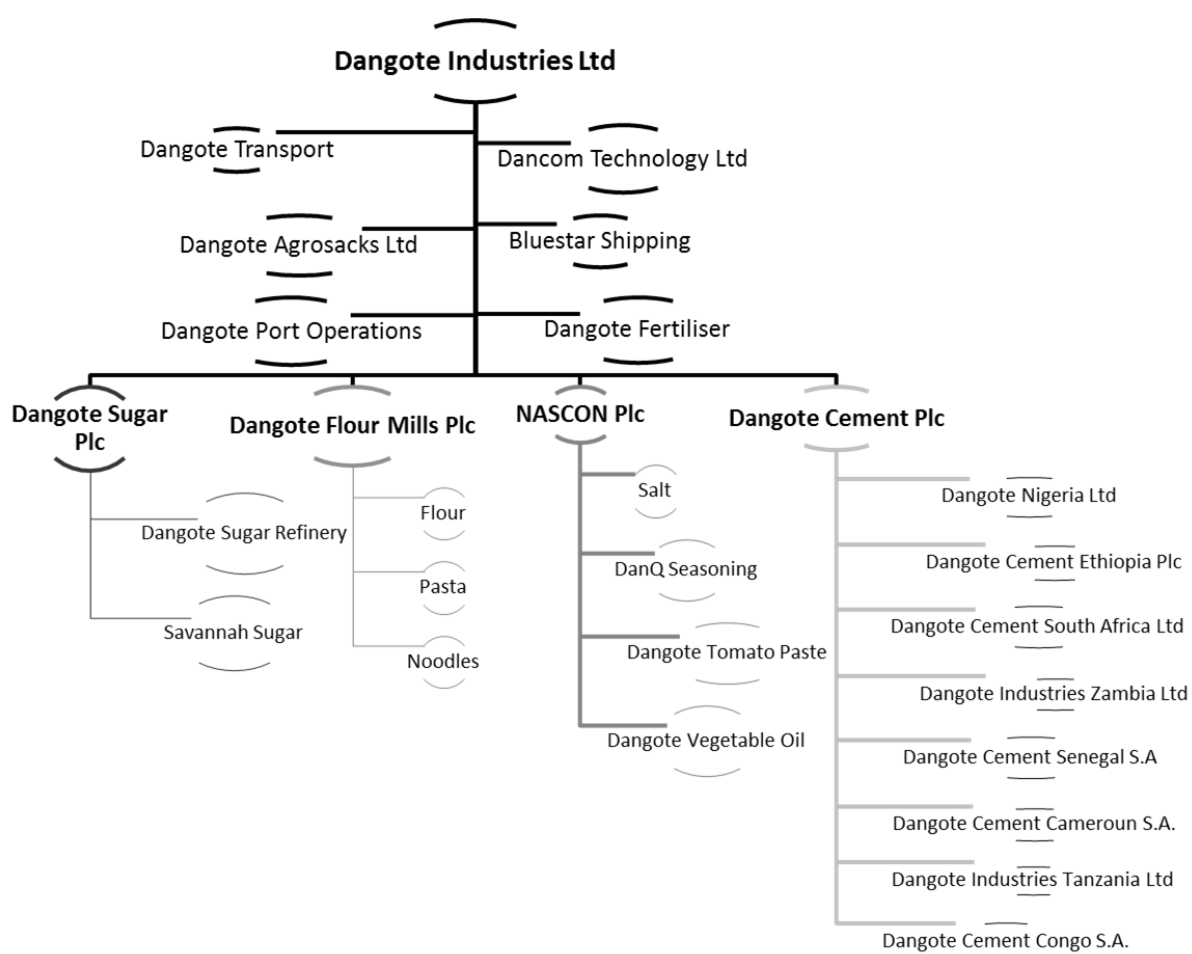 Dangote Industries Ltd
Dangote Transport
Dancom Technology Ltd
Dangote Agrosacks Ltd
Bluestar Shipping
Dangote Port Operations
Dangote Fertiliser
Dangote Sugar
Plc
Dangote Sugar Refinery
Savannah Sugar
Dangote Flour Mills Plc
Flour
Pasta
Noodles
NASCON Plc
Salt
DanQ Seasoning
Dangote Tomato Paste
Dangote Vegetable Oil
Dangote Cement Plc
Dangote Nigeria Ltd
Dangote Cement Ethiopia Plc
Dangote Cement South Africa Ltd
Dangote Industries Zambia Ltd
Dangote Cement Senegal S.A
Dangote Cement Cameroun S.A.
Dangote Industries Tanzania Ltd
Dangote Cement Congo S.A.